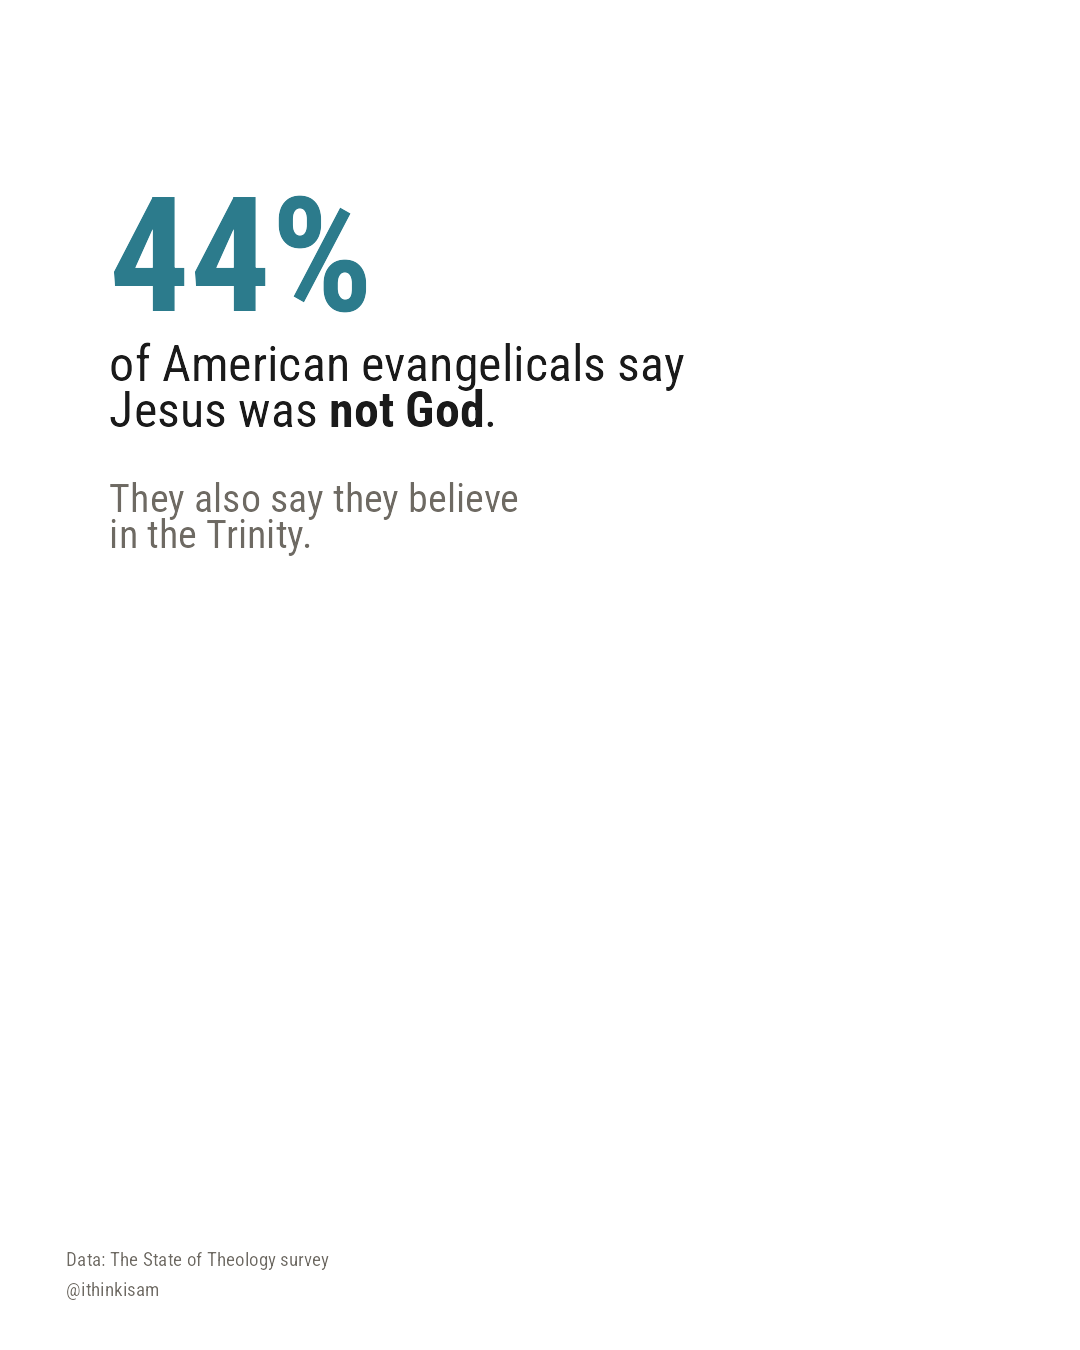 44%
of American evangelicals say
Jesus was not God.
They also say they believe
in the Trinity.
Data: The State of Theology survey
@ithinkisam